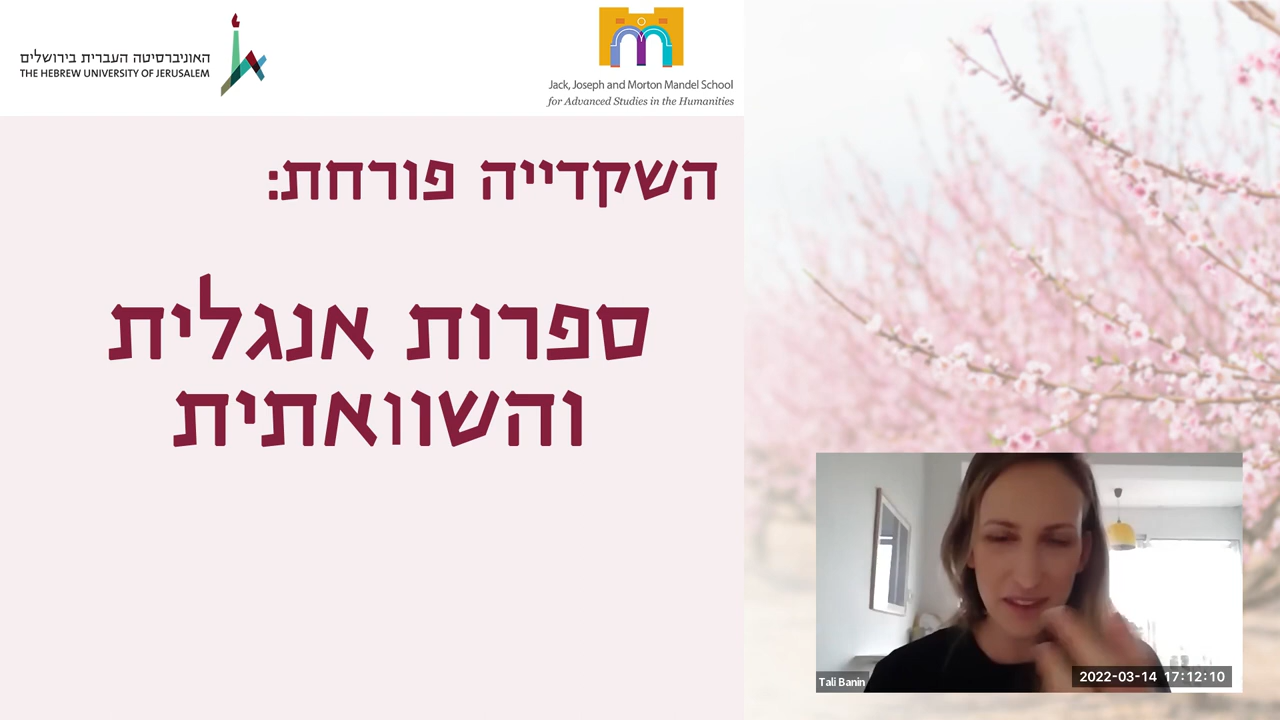 האוניברסיטה העברית בירושלים
THE HEBREW UNIVERSITY OF JERUSALEM
Jack, Joseph and Morton Mandel School
for Advanced Studies in the Humanities
השקדייה פורחת:
ספרות אנגלית
והשוואתית
Tali Banin
2022-03-14 17:12:10